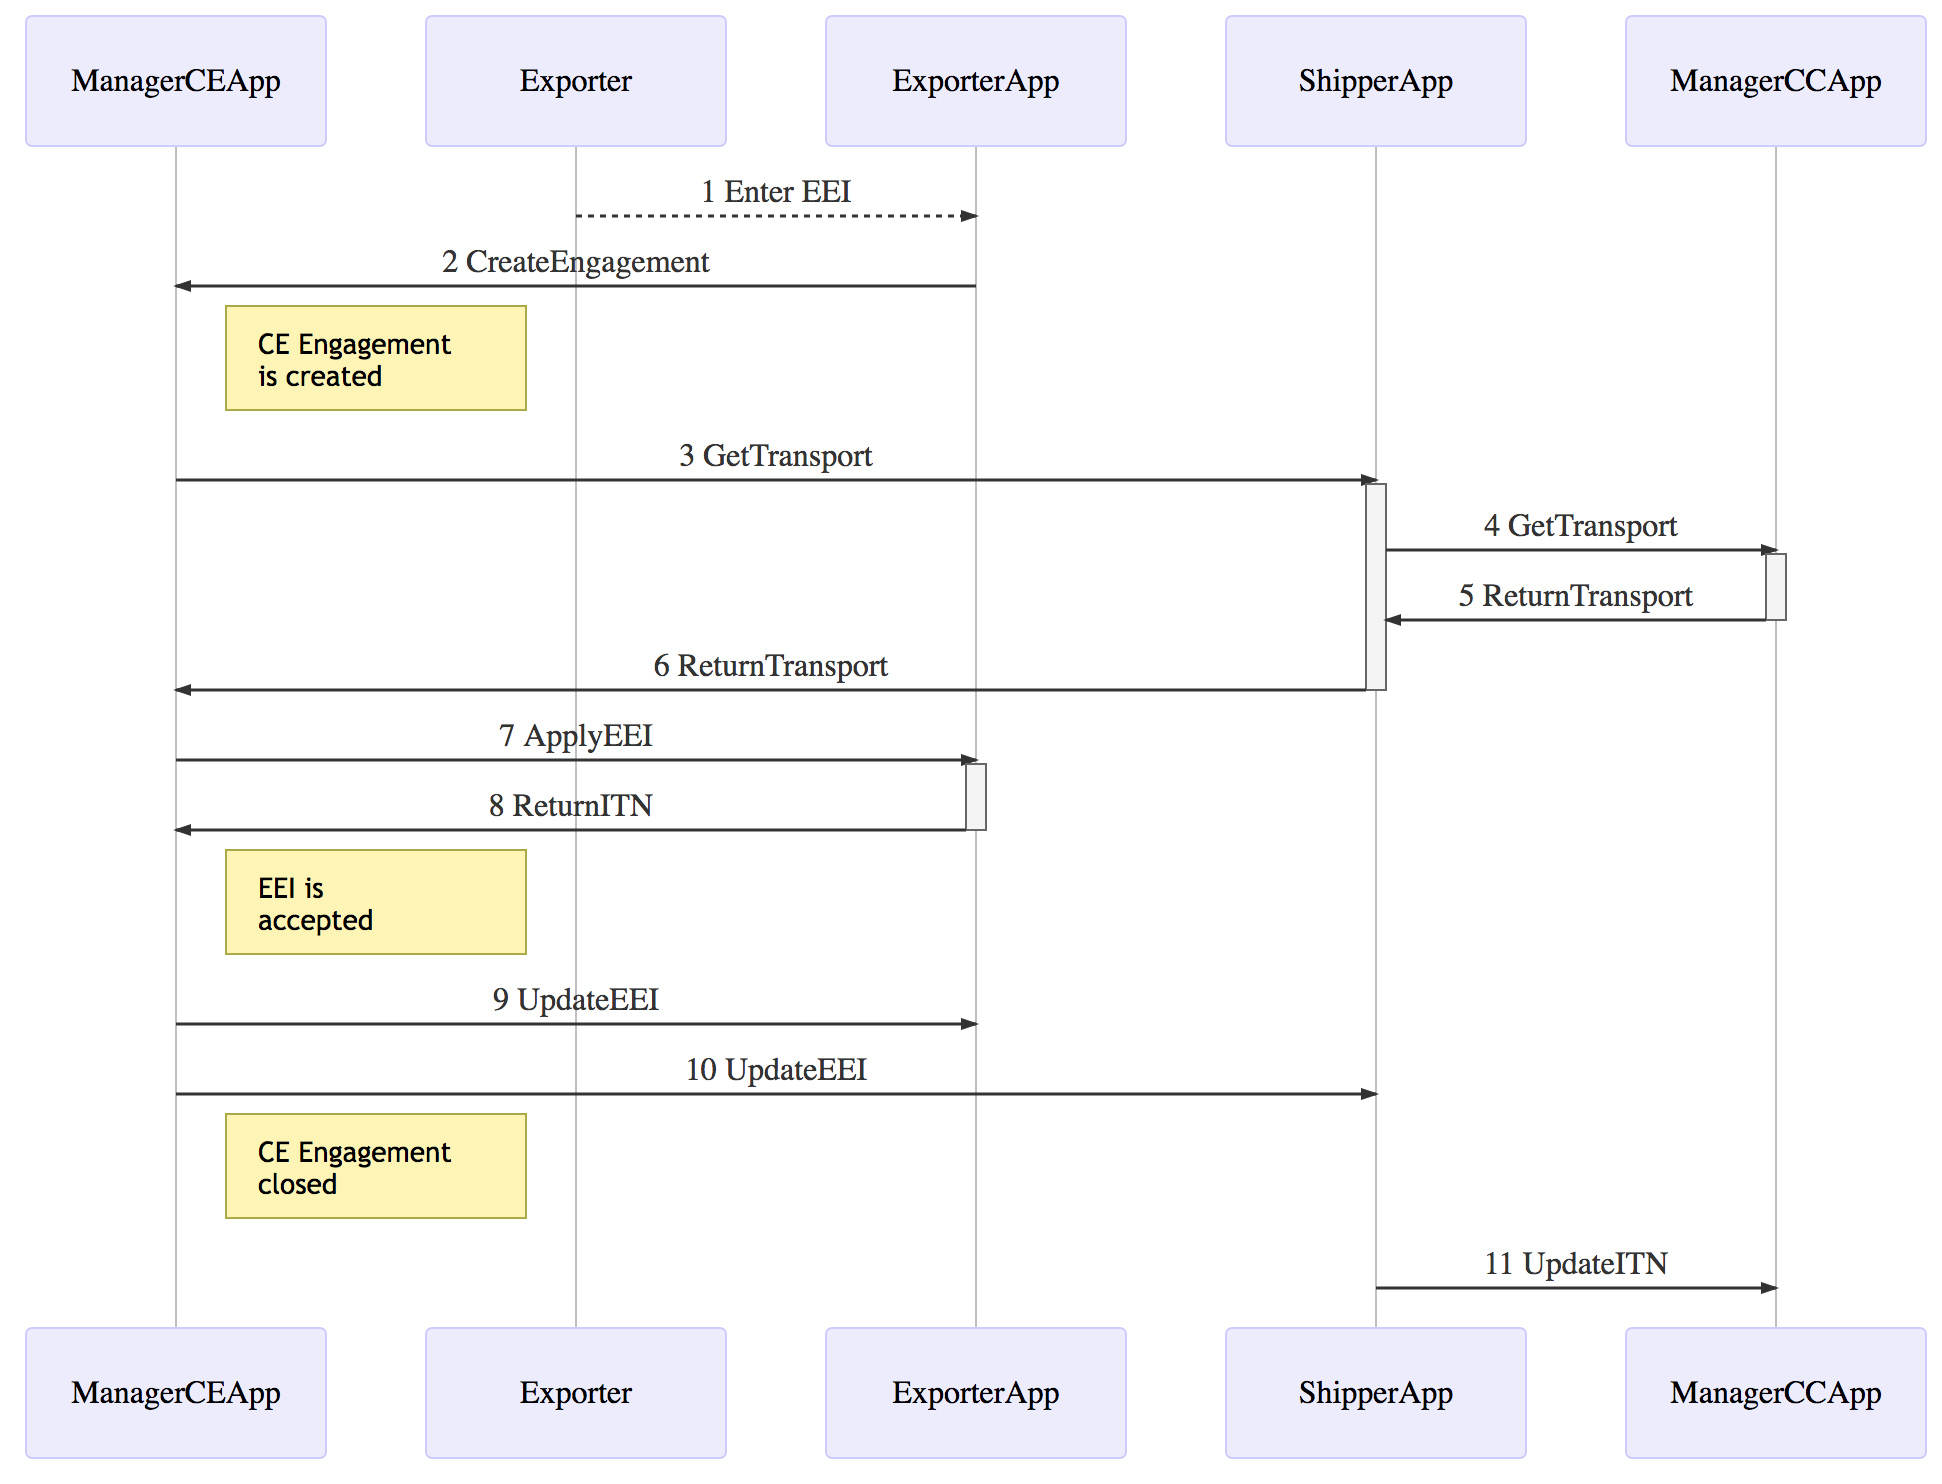 ManagerCEApp
Exporter
ExporterApp
ShipperApp
ManagerCCApp
1 Enter EEI
2 CreateEngagement
CE Engagement
is created
3 GetTransport
4 GetTransport
5 ReturnTransport
6 ReturnTransport
7 ApplyEEI
8 ReturnITN
EEI is
accepted
9 UpdateEEI
10 UpdateEEI
CE Engagement
closed
11 UpdateITN
ManagerCEApp
Exporter
ExporterApp
ShipperApp
ManagerCCApp